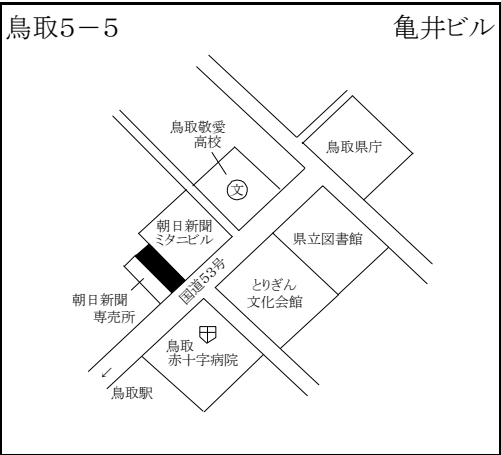 鳥取5－5
亀井ビル
鳥取敬愛
高校
文
鳥取県庁
朝日新聞
ミタニビル
県立図書館
国道53号
とりぎん
文化会館
朝日新聞
専売所
鳥取
赤十字病院
←
鳥取駅